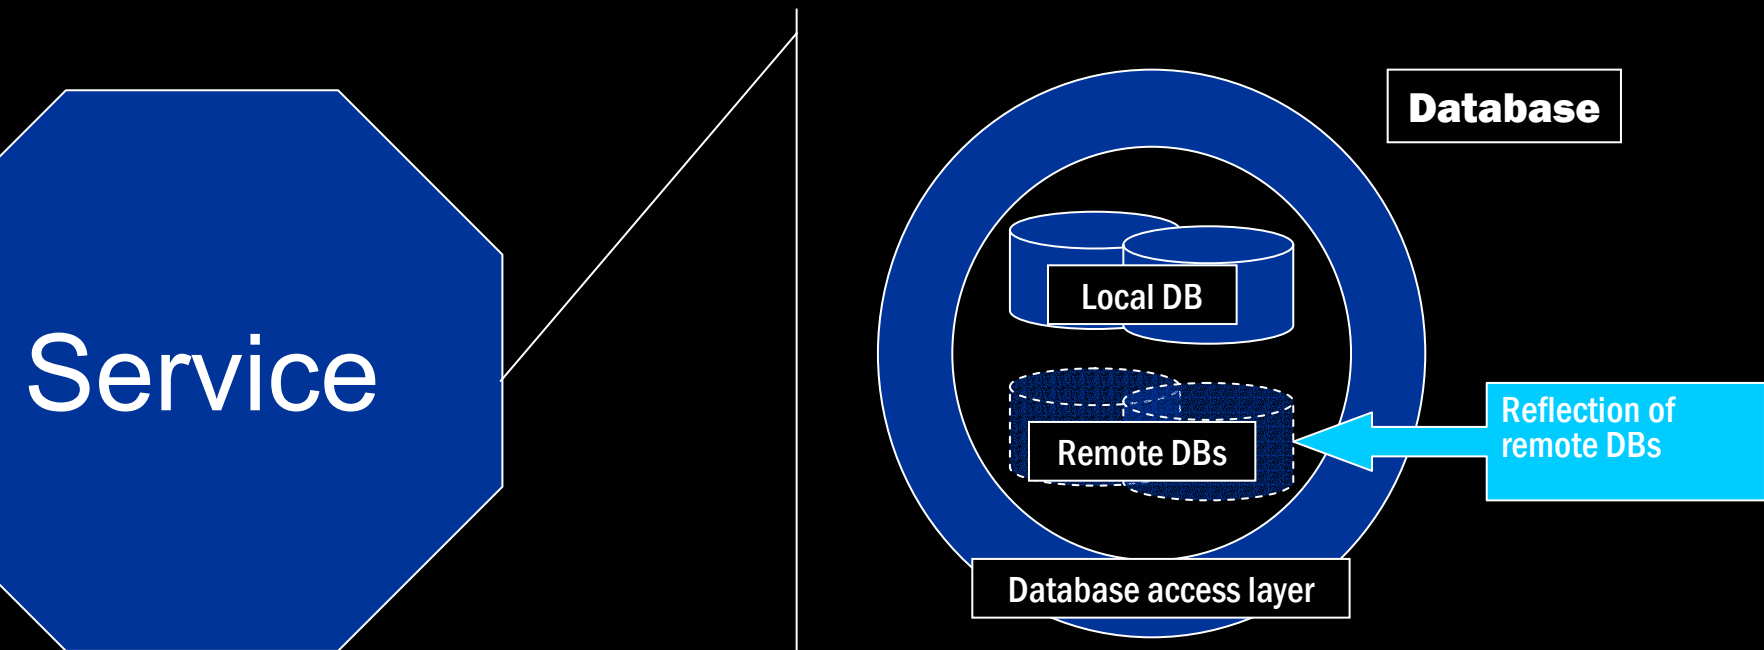 Service
Database
Local DB
Remote DBs
Reflection of
remote DBs
Database access layer